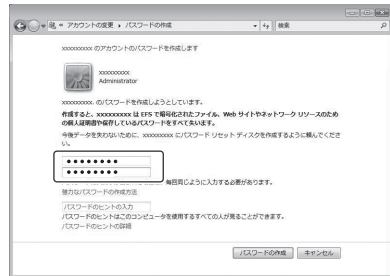 « アカウントの変更 ▸ パスワードの作成
検索
xxxxxxxxx のアカウントのパスワードを作成します
xxxxxxxxx
Administrator
xxxxxxxxx. のパスワードを作成しようとしています。
作成すると、xxxxxxxxx は EFS で暗号化されたファイル、Web サイトやネットワーク リソースのため
の個人証明書や保存しているパスワードをすべて失います。
今後データを失わないために、xxxxxxxxx にパスワード リセット ディスクを作成するように頼んでくださ
い。
●●●●●●●●
●●●●●●●●
毎回同じように入力する必要があります。
強力なパスワードの作成方法
パスワードのヒントの入力
パスワードのヒントはこのコンピュータを使用するすべての人が見ることができます。
パスワードのヒントの詳細
パスワードの作成
キャンセル